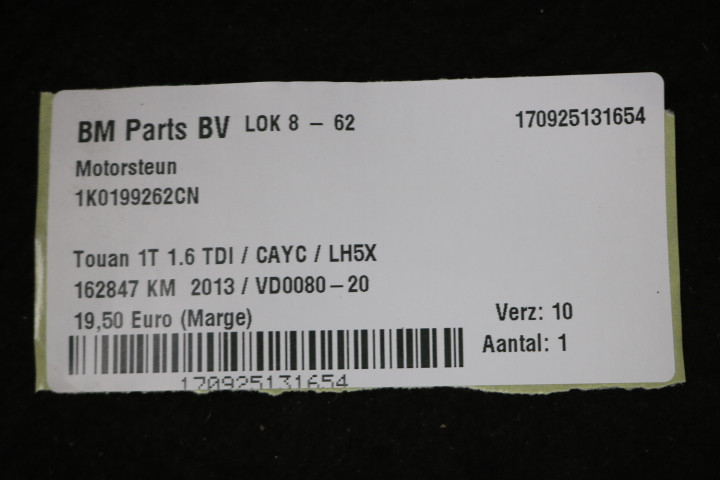 BM Parts BV LOK 8 - 62 170925131654
Motorsteun
1K0199262CN
Touan 1T 1.6 TDI / CAYC / LH5X
162847 KM 2013 / VD0080-20
19,50 Euro (Marge)
Verz: 10
Aantal: 1
170925131654